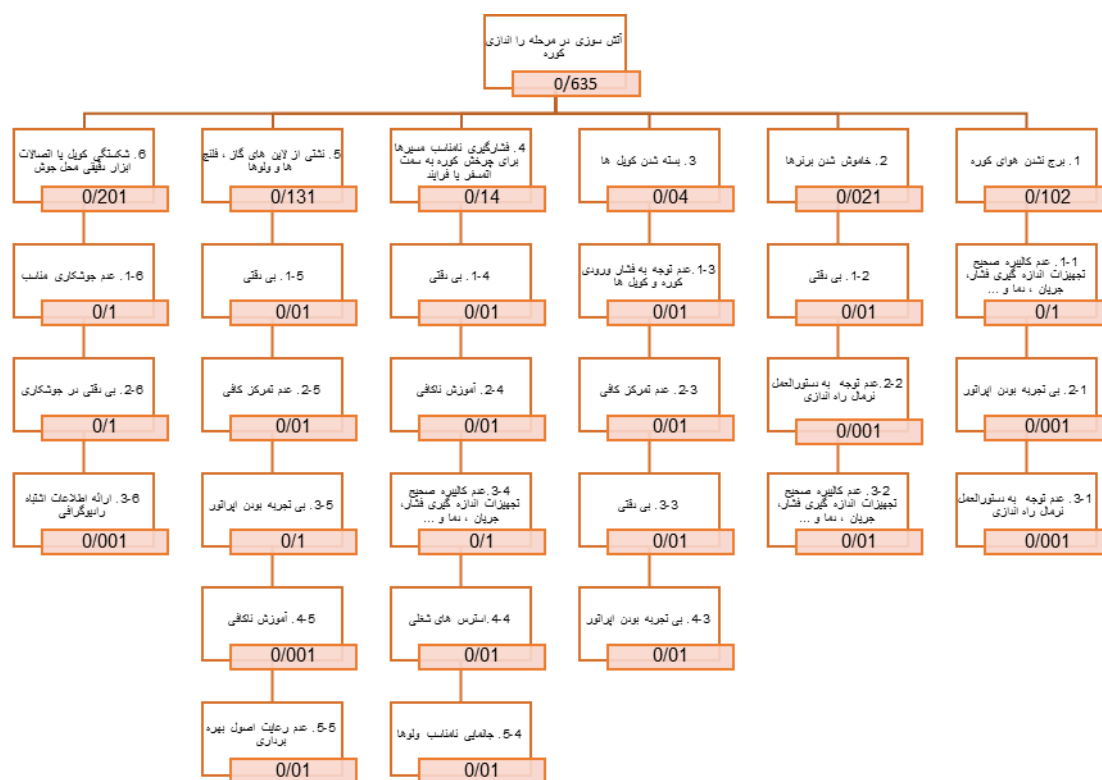 آتش سوزی در مرحله را اندازی
کوره
0/635
1. برج نشدن هوای کوره
0/102
1-1. عدم کالیبره صحیح
تجهیزات اندازه گیری فشار،
جریان ، دما و ...
0/1
2-1. بی تجربه بودن اپراتور
0/001
3-1. عدم توجه به دستورالعمل
نرمال راه اندازی
0/001
2. خاموش شدن برنرها
0/021
1-2. بی دقتی
0/01
2-2.عدم توجه به دستورالعمل
نرمال راه اندازی
0/001
3-2.عدم کالیبره صحیح
تجهیزات اندازه گیری فشار،
جریان ، دما و ...
0/01
3. بسته شدن کویل ها
0/04
1-3.عدم توجه به فشار ورودی
کوره و کویل ها
0/01
2-3. عدم تمرکز کافی
0/01
3-3. بی دقتی
0/01
4-3. بی تجربه بودن اپراتور
0/01
4. فشارگیری نامناسب مسیرها
برای چرخش کوره به سمت
اتمسفر یا فرایند
0/14
1-4. بی دقتی
0/01
2-4. آموزش ناکافی
0/01
3-4.عدم کالیبره صحیح
تجهیزات اندازه گیری فشار،
جریان ، دما و ...
0/1
4-4.استرس های شغلی
0/01
5-4. جانمایی نامناسب ولوها
0/01
5. نشتی از لاین های گاز ، فلنج
ها و ولوها
0/131
1-5. بی دقتی
0/01
2-5. عدم تمرکز کافی
0/01
3-5. بی تجربه بودن اپراتور
0/1
4-5. آموزش ناکافی
0/001
5-5. عدم رعایت اصول بهره
برداری
0/01
6. شکستگی کویل یا اتصالات
ابزار دقیقی محل جوش
0/201
1-6. عدم جوشکاری مناسب
0/1
2-6. بی دقتی در جوشکاری
0/1
3-6. ارائه اطلاعات اشتباه
رادیوگرافی
0/001